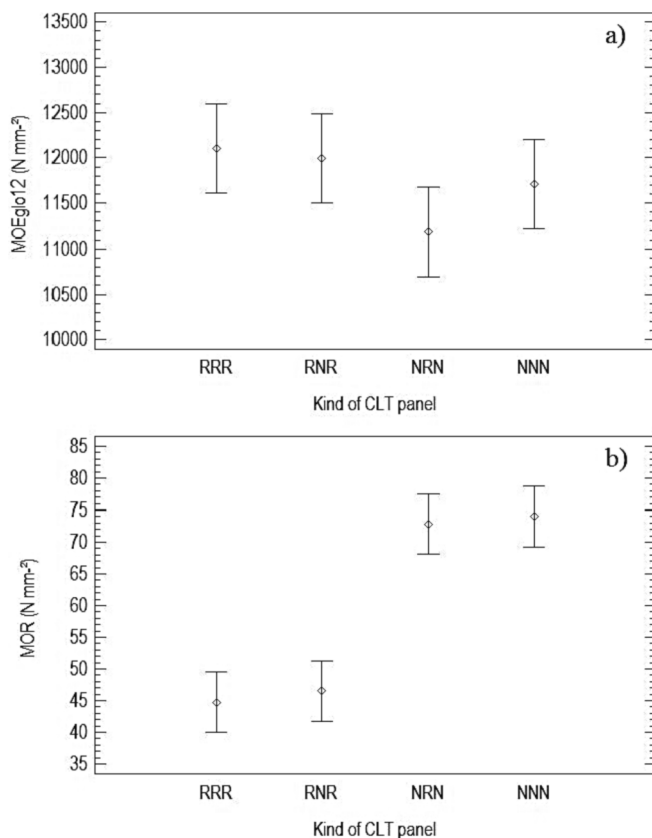 a)
13500
13000
12500
12000
11500
11000
10500
10000
MOEglo12 (N mm-²)
RRR RNR NRN NNN
Kind of CLT panel
b)
85
80
75
70
65
60
55
50
45
40
35
MOR (N mm-²)
RRR RNR NRN NNN
Kind of CLT panel